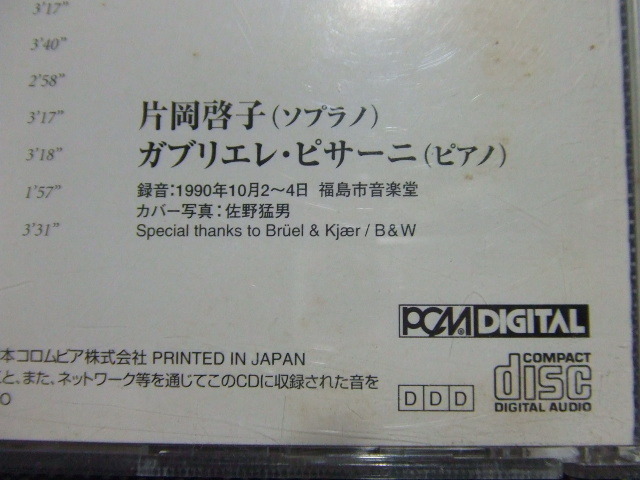 3'17"
3'40"
2'58"
3'17"
3'18"
1'57"
3'31"
片岡啓子(ソプラノ)
ガブリエレ・ピサーニ(ピアノ)
録音:1990年10月2〜4日 福島市音楽堂
カバー写真:佐野猛男
Special thanks to Brüel & Kjær / B&W
PCM DIGITAL
本コロムビア株式会社 PRINTED IN JAPAN
と、また、ネットワーク等を通じてこのCDに収録された音を
D D D
COMPACT
disc
DIGITAL AUDIO